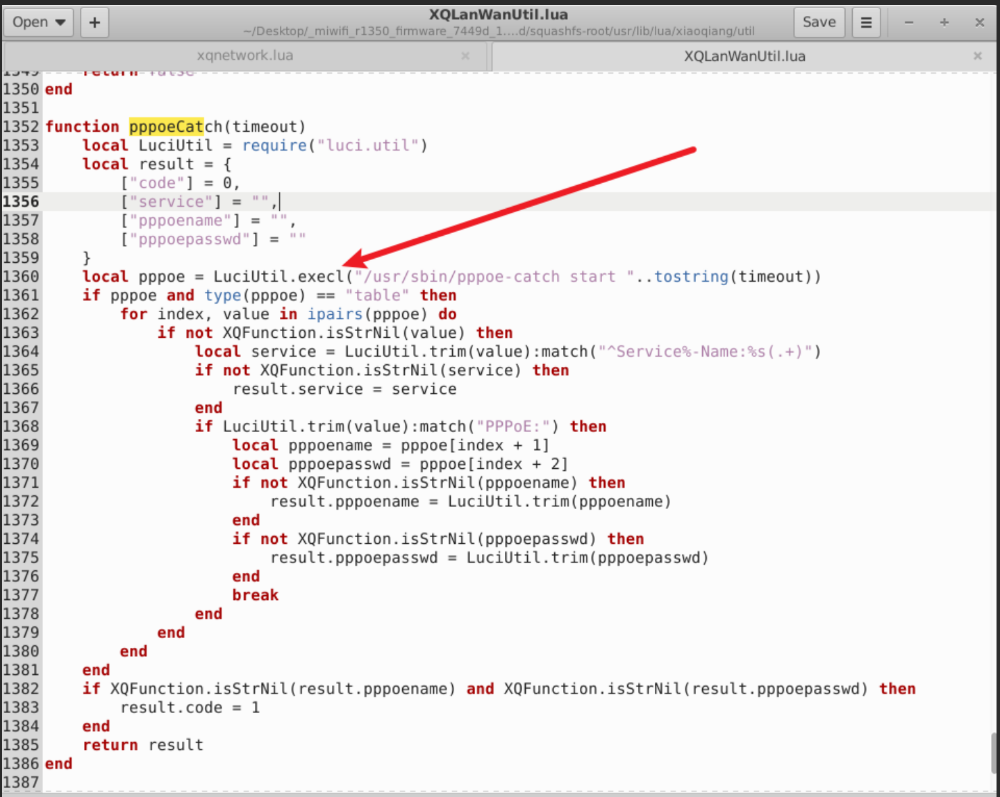 Open
XQLanWanUtil.lua
~/Desktop/_miwifi_r1350_firmware_7449d_1....d/squashfs-root/usr/lib/lua/xiaoqiang/util
Save
xqnetwork.lua
XQLanWanUtil.lua
1349 return false
1350 end
1351
1352 function pppoeCatch(timeout)
1353     local LuciUtil = require("luci.util")
1354     local result = {
1355         ["code"] = 0,
1356         ["service"] = "",
1357         ["pppoename"] = "",
1358         ["pppoepasswd"] = ""
1359     }
1360     local pppoe = LuciUtil.execl("/usr/sbin/pppoe-catch start "..tostring(timeout))
1361     if pppoe and type(pppoe) == "table" then
1362         for index, value in ipairs(pppoe) do
1363             if not XQFunction.isStrNil(value) then
1364                 local service = LuciUtil.trim(value):match("^Service%-Name:%s(.+)")
1365                 if not XQFunction.isStrNil(service) then
1366                     result.service = service
1367                 end
1368                 if LuciUtil.trim(value):match("PPPoE:") then
1369                     local pppoename = pppoe[index + 1]
1370                     local pppoepasswd = pppoe[index + 2]
1371                     if not XQFunction.isStrNil(pppoename) then
1372                         result.pppoename = LuciUtil.trim(pppoename)
1373                     end
1374                     if not XQFunction.isStrNil(pppoepasswd) then
1375                         result.pppoepasswd = LuciUtil.trim(pppoepasswd)
1376                     end
1377                     break
1378                 end
1379             end
1380         end
1381     end
1382     if XQFunction.isStrNil(result.pppoename) and XQFunction.isStrNil(result.pppoepasswd) then
1383         result.code = 1
1384     end
1385     return result
1386 end
1387